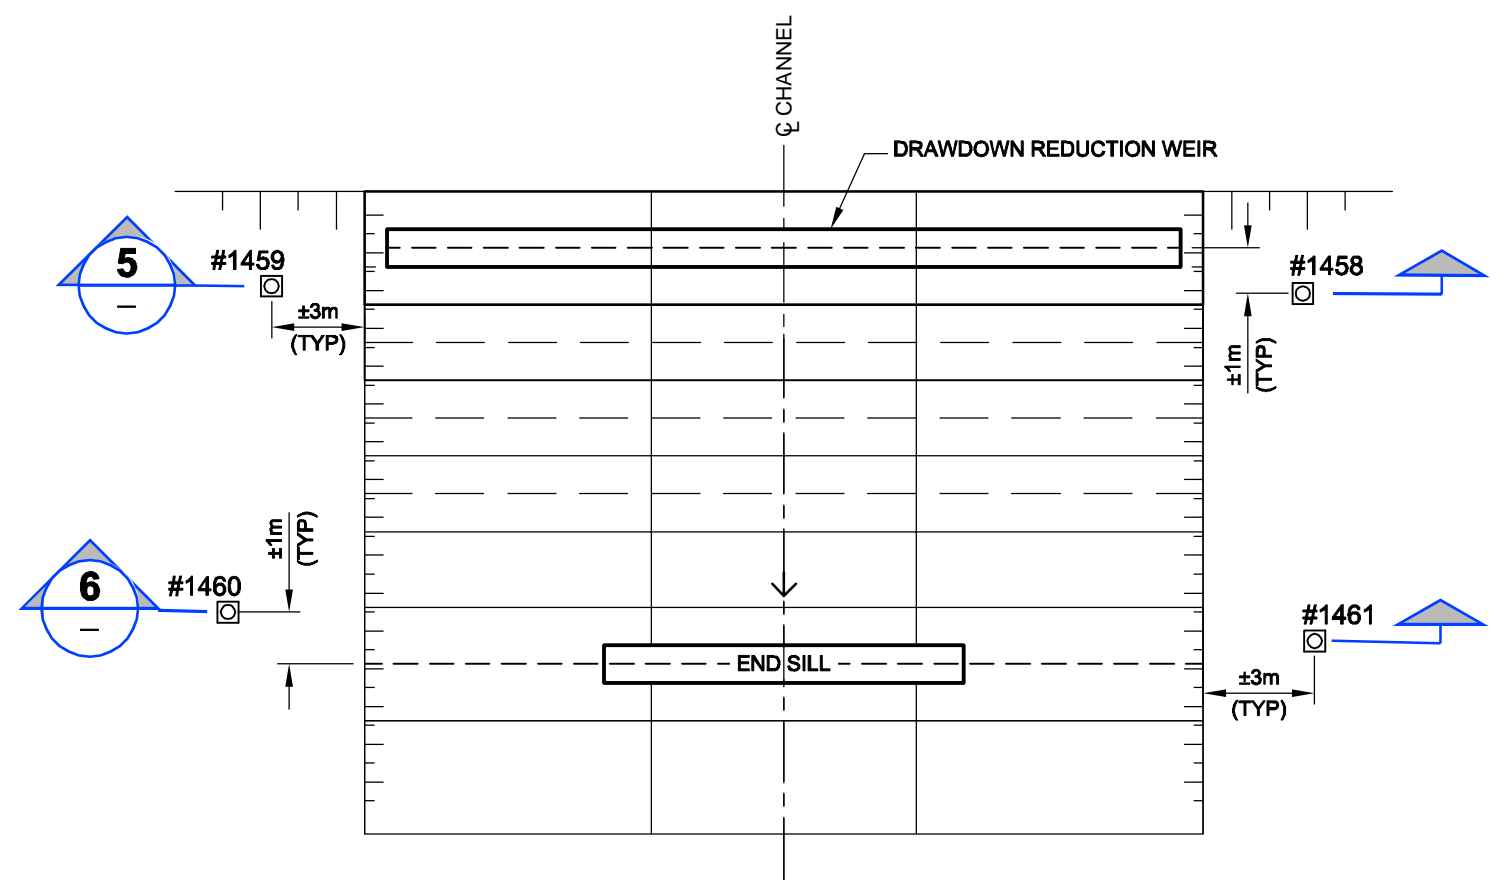 ℄ CHANNEL
DRAWDOWN REDUCTION WEIR
5
–
#1459
±3m
(TYP)
#1458
±1m
(TYP)
±1m
(TYP)
6
–
#1460
END SILL
#1461
±3m
(TYP)